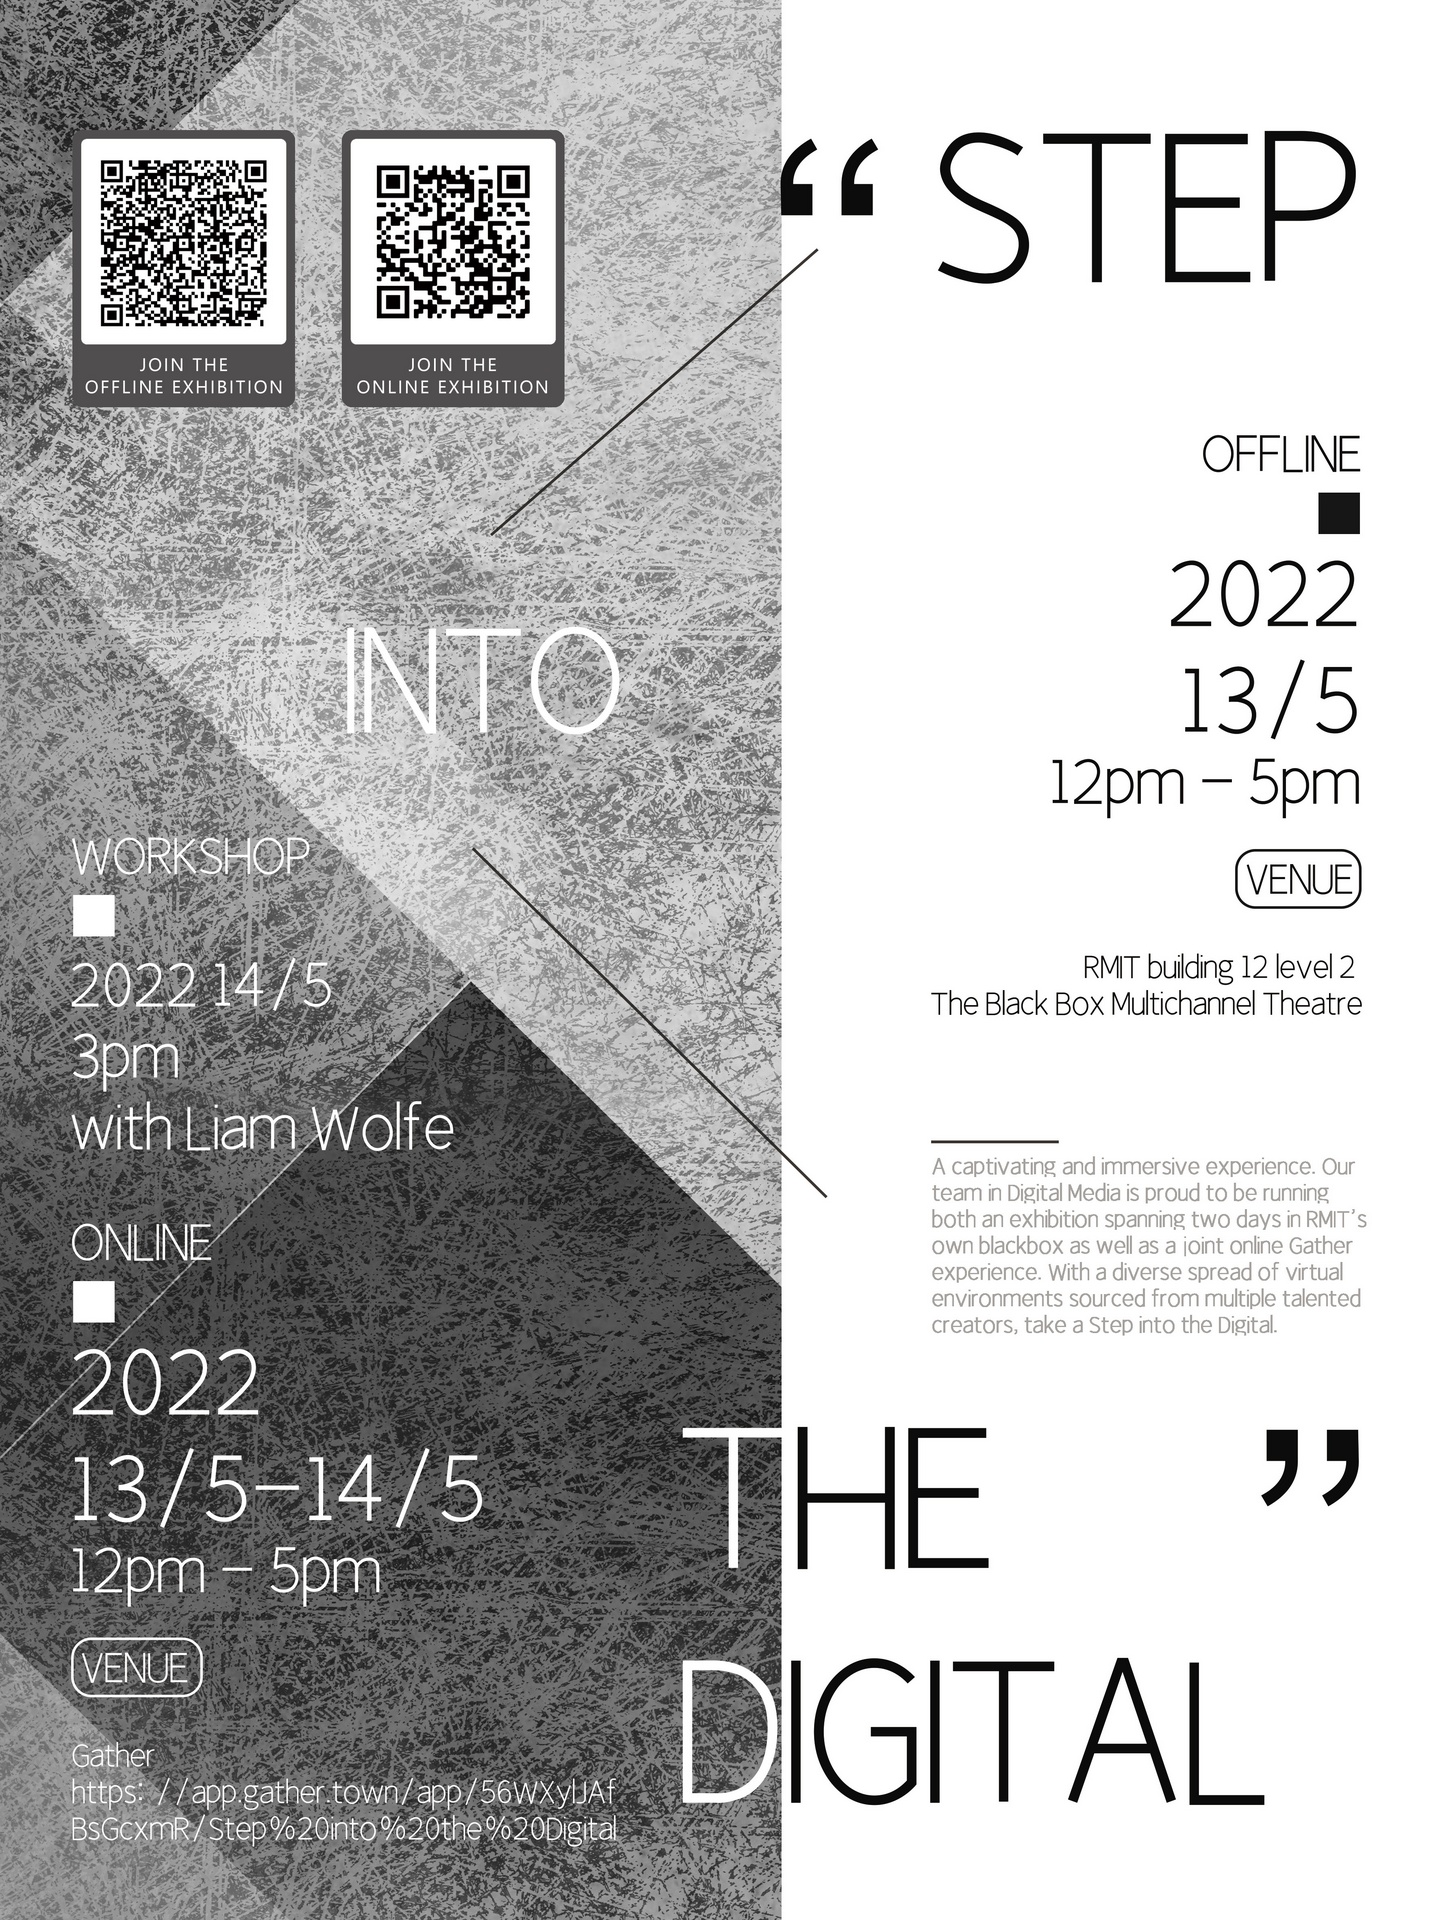 “ STEP
JOIN THE
OFFLINE EXHIBITION
JOIN THE
ONLINE EXHIBITION
OFFLINE
2022
13/5
12pm – 5pm
VENUE
RMIT building 12 level 2
The Black Box Multichannel Theatre
INTO
WORKSHOP
2022 14/5
3pm
with Liam Wolfe
A captivating and immersive experience. Our
team in Digital Media is proud to be running
both an exhibition spanning two days in RMIT's
own blackbox as well as a joint online Gather
experience. With a diverse spread of virtual
environments sourced from multiple talented
creators, take a Step into the Digital.
ONLINE
2022
13/5–14/5
12pm – 5pm
VENUE
Gather
https: //app.gather.town/app/56WXylJAf
BsGcxmR/Step%20into%20the%20Digital
THE ”
DIGITAL